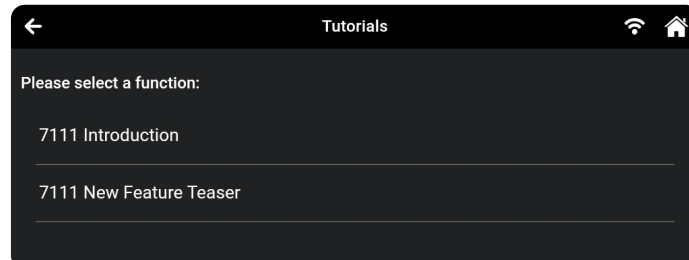 Tutorials
Please select a function:
7111 Introduction
7111 New Feature Teaser